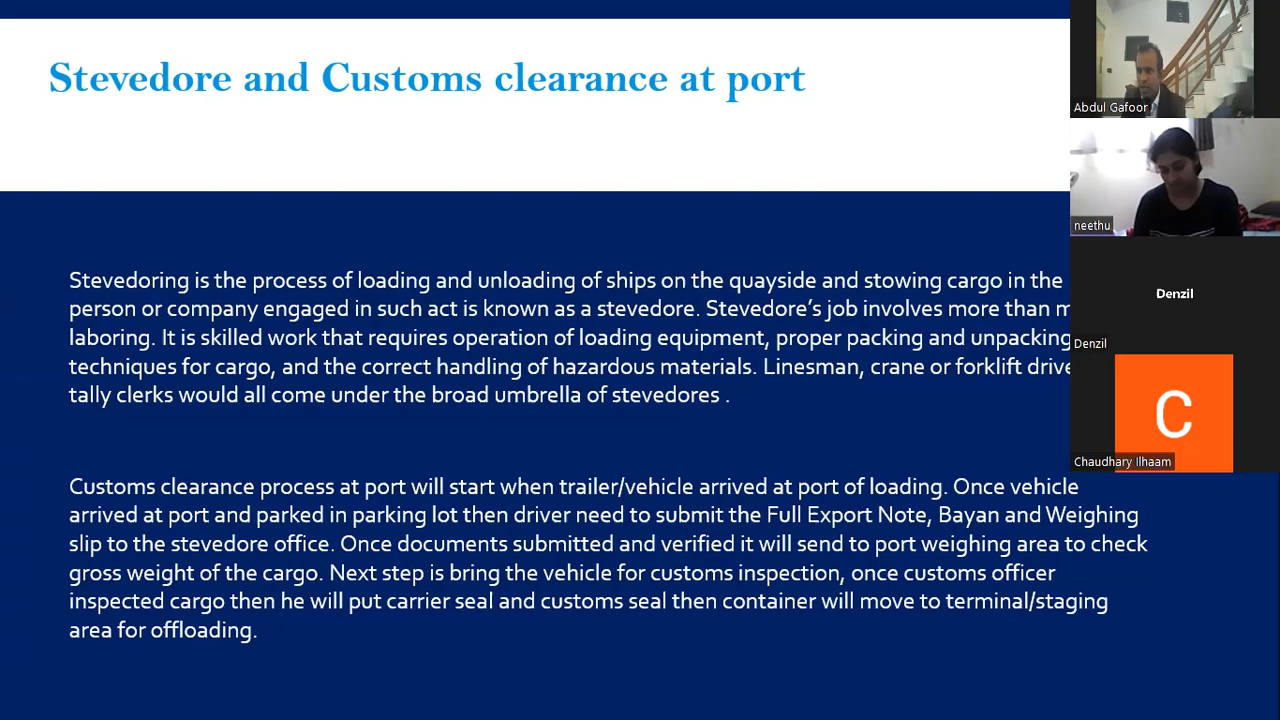 Stevedore and Customs clearance at port
Stevedoring is the process of loading and unloading of ships on the quayside and stowing cargo in the
person or company engaged in such act is known as a stevedore. Stevedore's job involves more than
laboring. It is skilled work that requires operation of loading equipment, proper packing and unpacking
techniques for cargo, and the correct handling of hazardous materials. Linesman, crane or forklift
tally clerks would all come under the broad umbrella of stevedores .
Customs clearance process at port will start when trailer/vehicle arrived at port of loading. Once vehicle
arrived at port and parked in parking lot then driver need to submit the Full Export Note, Bayan and Weighing
slip to the stevedore office. Once documents submitted and verified it will send to port weighing area to check
gross weight of the cargo. Next step is bring the vehicle for customs inspection, once customs officer
inspected cargo then he will put carrier seal and customs seal then container will move to terminal/staging
area for offloading.
Abdul Gafoor
neethu
Denzil
Denzil
C
Chaudhary Ilhaam